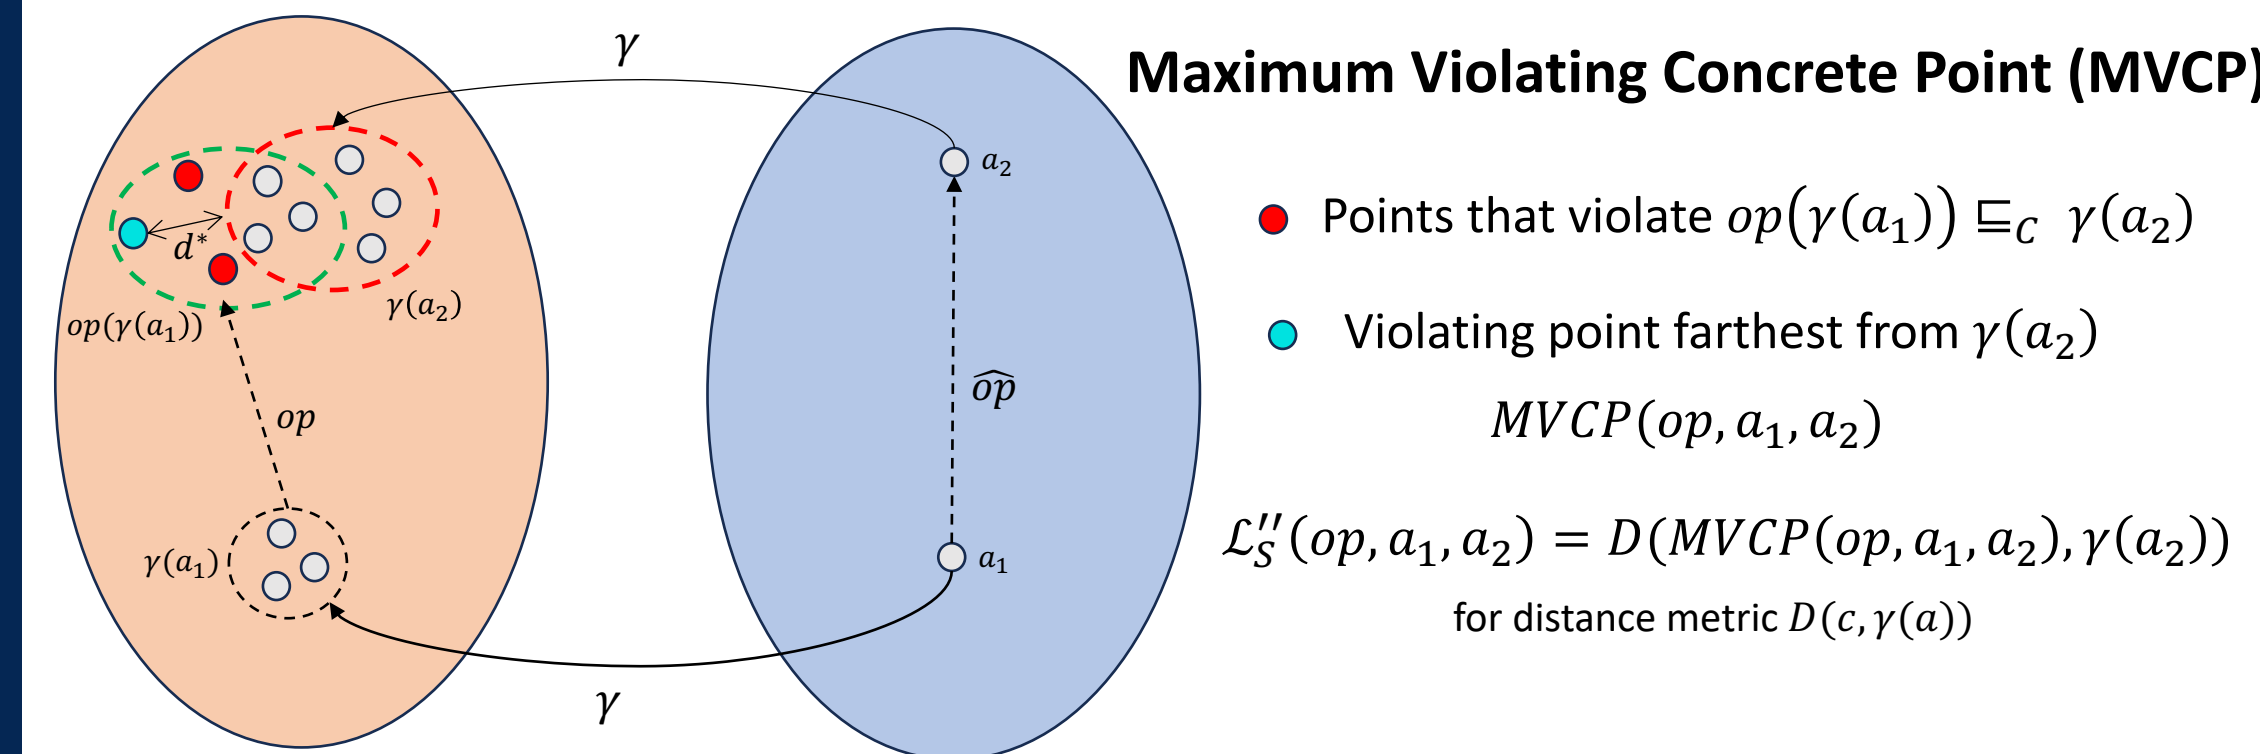 Maximum Violating Concrete Point (MVCP)
γ
a₂
Points that violate op(γ(a₁)) ⊑_C γ(a₂)
d*
γ(a₂)
op(γ(a₁))
Violating point farthest from γ(a₂)
op̂
op
MVCP(op, a₁, a₂)
γ(a₁)
a₁
ℒ″_S(op, a₁, a₂) = D(MVCP(op, a₁, a₂), γ(a₂))
for distance metric D(c, γ(a))
γ